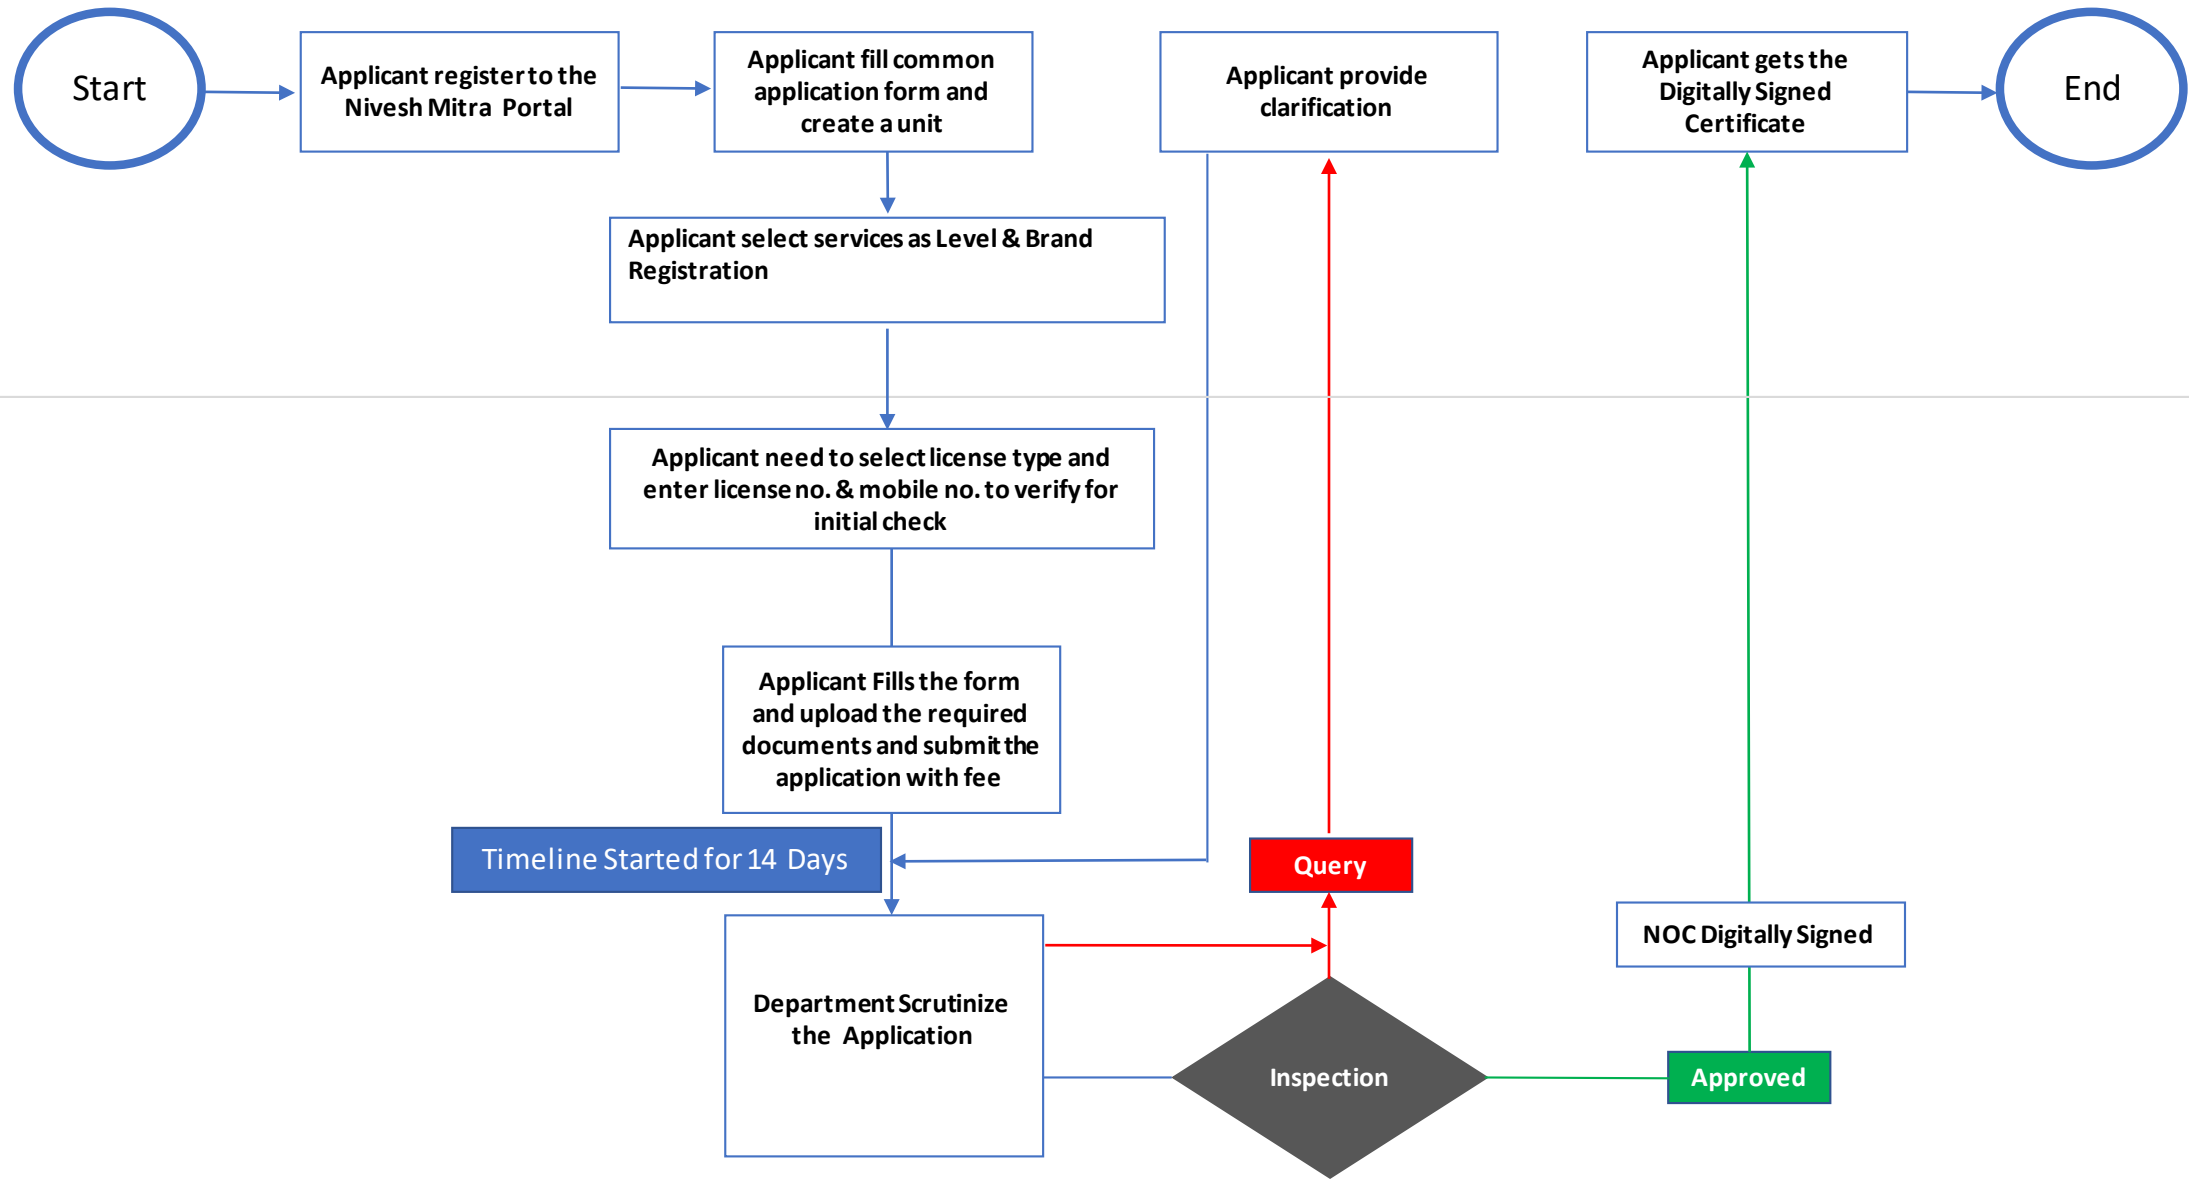 Start
Applicant register to the
Nivesh Mitra Portal
Applicant fill common
application form and
create a unit
Applicant provide
clarification
Applicant gets the
Digitally Signed
Certificate
End
Applicant select services as Level & Brand
Registration
Applicant need to select license type and
enter license no. & mobile no. to verify for
initial check
Applicant Fills the form
and upload the required
documents and submit the
application with fee
Timeline Started for 14 Days
Query
Department Scrutinize
the Application
Inspection
NOC Digitally Signed
Approved